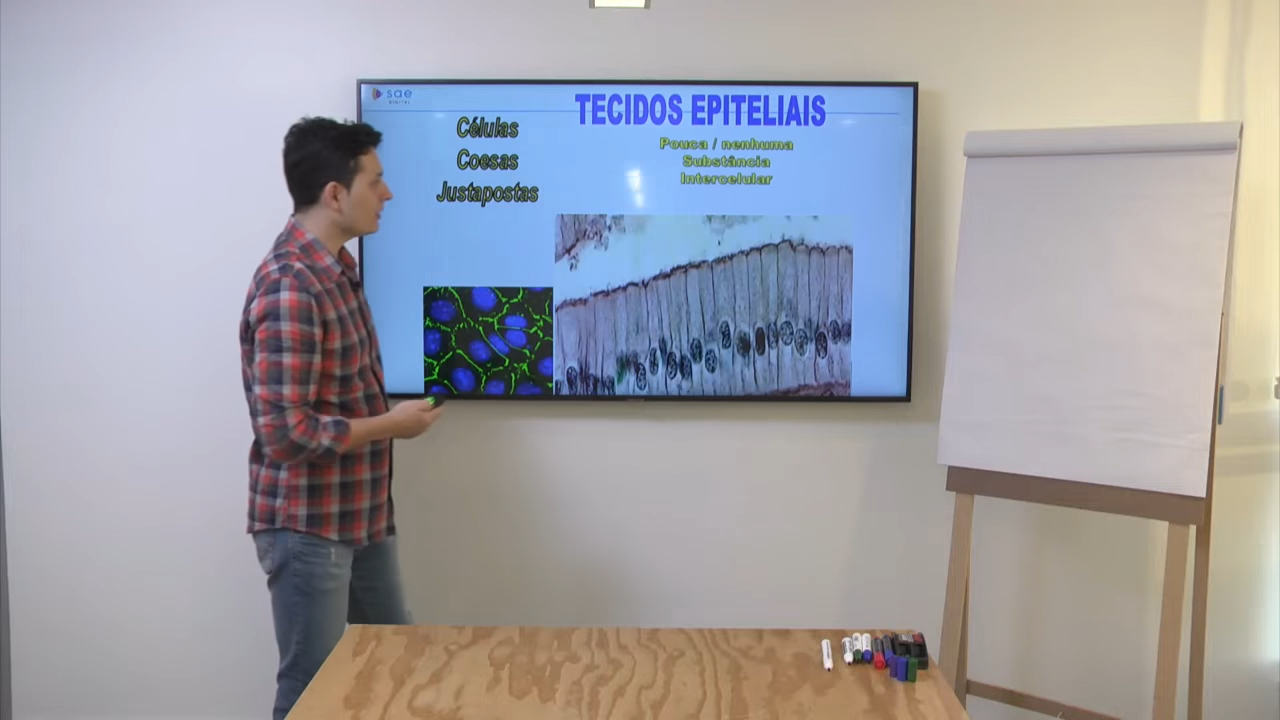 sae
DIGITAL
TECIDOS EPITELIAIS
Células
Coesas
Justapostas
Pouca / nenhuma
Substância
Intercelular